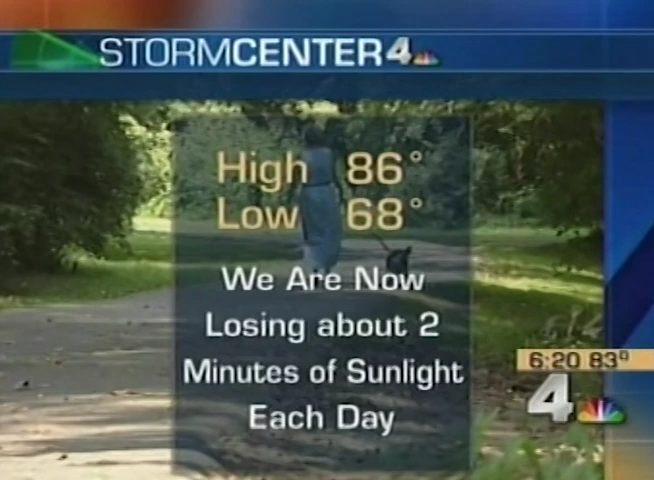 STORMCENTER4
High 86°
Low 68°
We Are Now
Losing about 2
Minutes of Sunlight
Each Day
6:20 83°
4